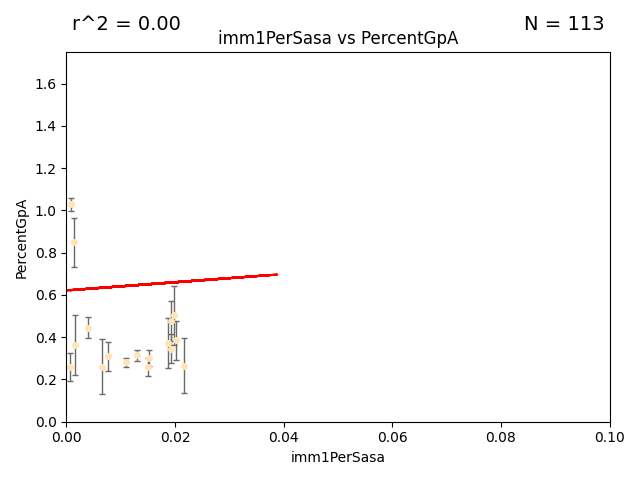 r^2 = 0.00
N = 113
imm1PerSasa vs PercentGpA
PercentGpA
1.6
1.4
1.2
1.0
0.8
0.6
0.4
0.2
0.0
0.00 0.02 0.04 0.06 0.08 0.10
imm1PerSasa